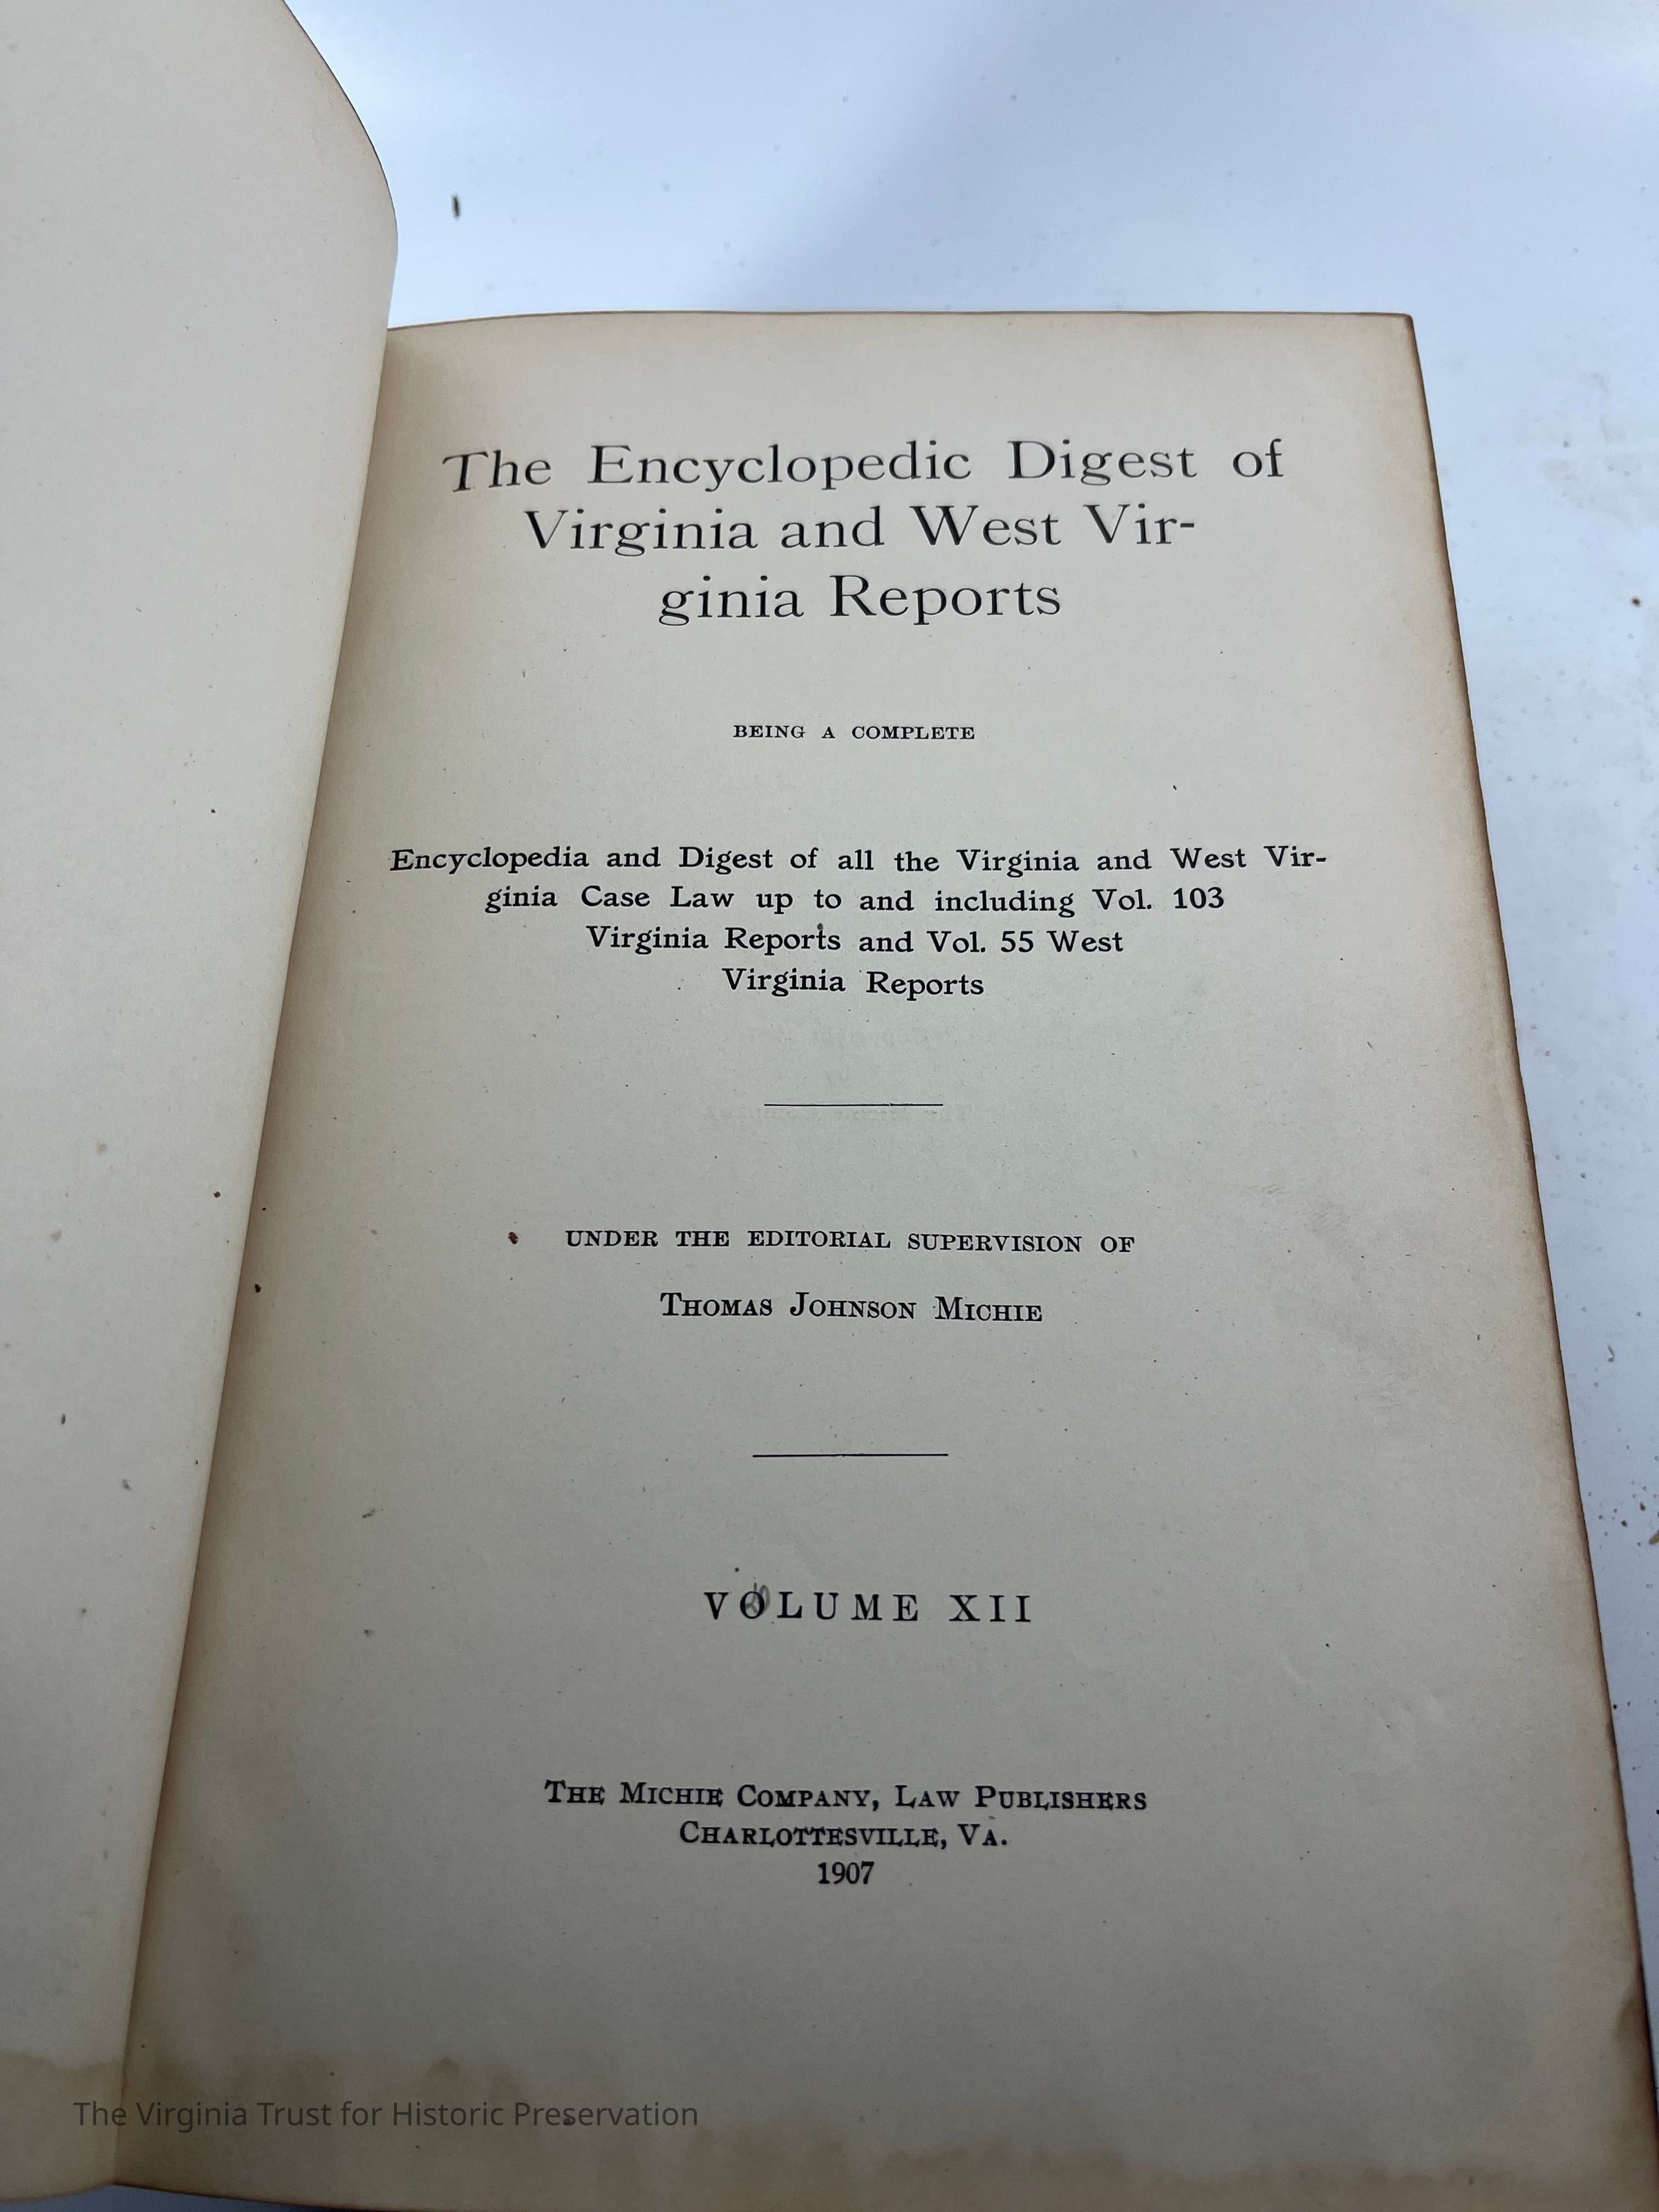 The Encyclopedic Digest of
Virginia and West Vir-
ginia Reports
BEING A COMPLETE
Encyclopedia and Digest of all the Virginia and West Vir-
ginia Case Law up to and including Vol. 103
Virginia Reports and Vol. 55 West
Virginia Reports
UNDER THE EDITORIAL SUPERVISION OF
THOMAS JOHNSON MICHIE
VOLUME XII
THE MICHIE COMPANY, LAW PUBLISHERS
CHARLOTTESVILLE, VA.
1907
The Virginia Trust for Historic Preservation